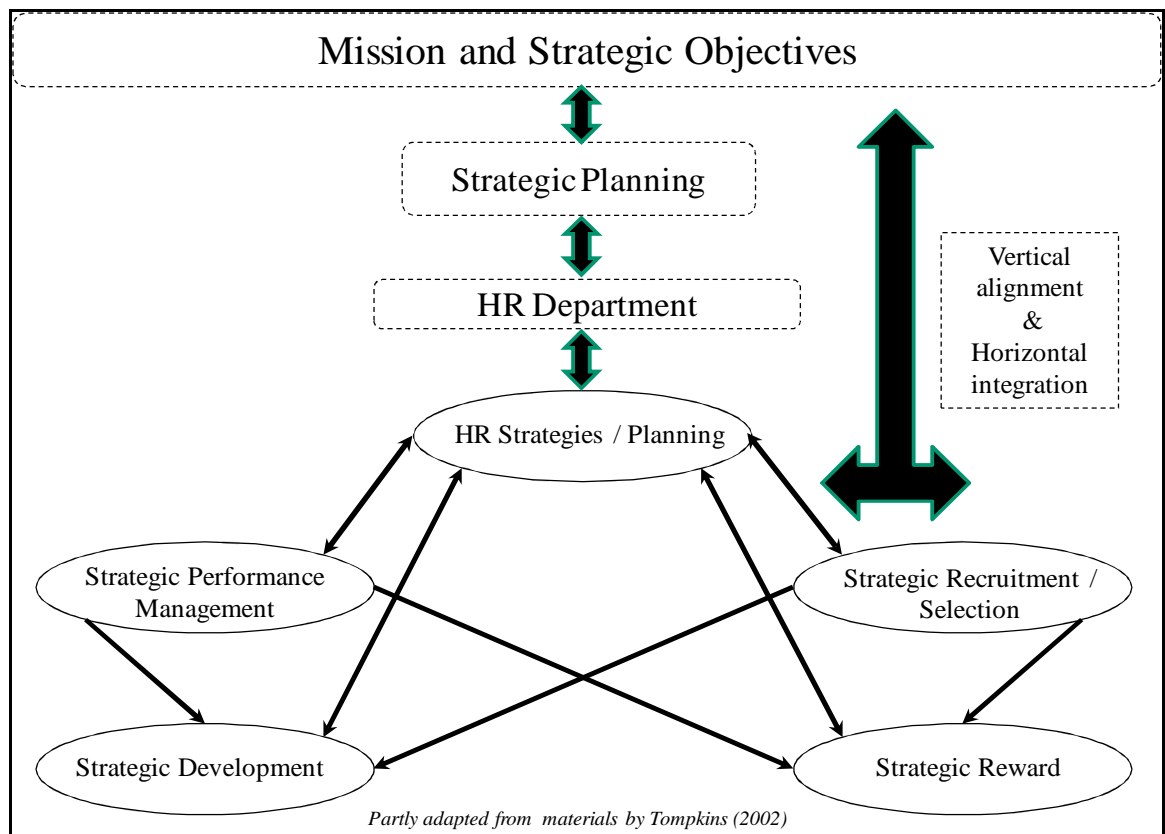 Mission and Strategic Objectives
Strategic Planning
HR Department
Vertical
alignment
&
Horizontal
integration
HR Strategies / Planning
Strategic Performance
Management
Strategic Recruitment /
Selection
Strategic Development
Strategic Reward
Partly adapted from materials by Tompkins (2002)